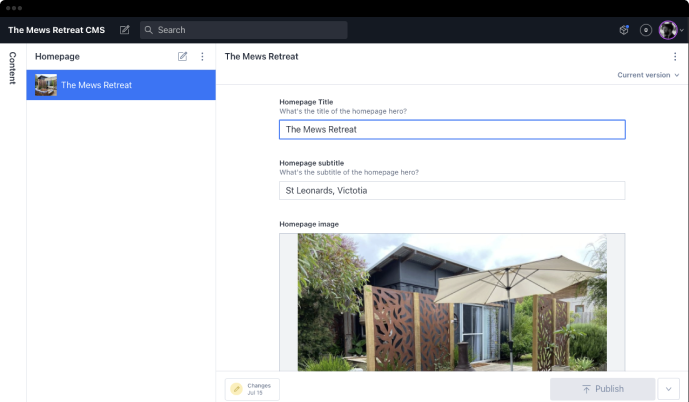 The Mews Retreat CMS
Search
0
Content
Homepage
The Mews Retreat
The Mews Retreat
Current version
Homepage Title
What's the title of the homepage hero?
The Mews Retreat
Homepage subtitle
What's the subtitle of the homepage hero?
St Leonards, Victotia
Homepage image
Changes
Jul 19
Publish